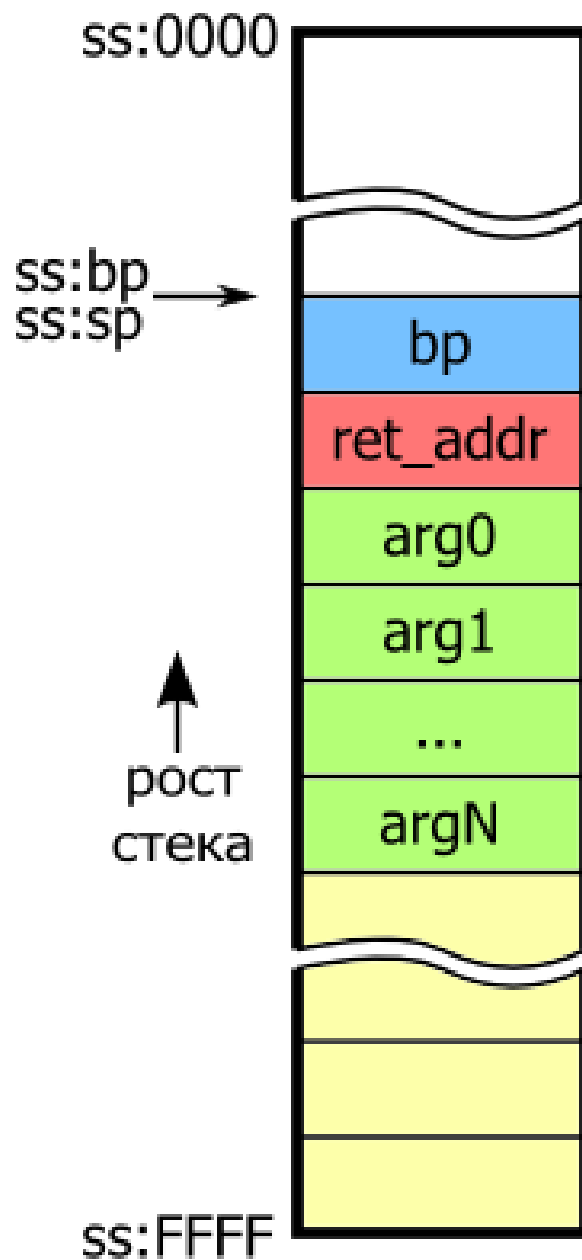 ss:0000
ss:bp
ss:sp
bp
ret_addr
arg0
arg1
...
рост
стека
argN
ss:FFFF